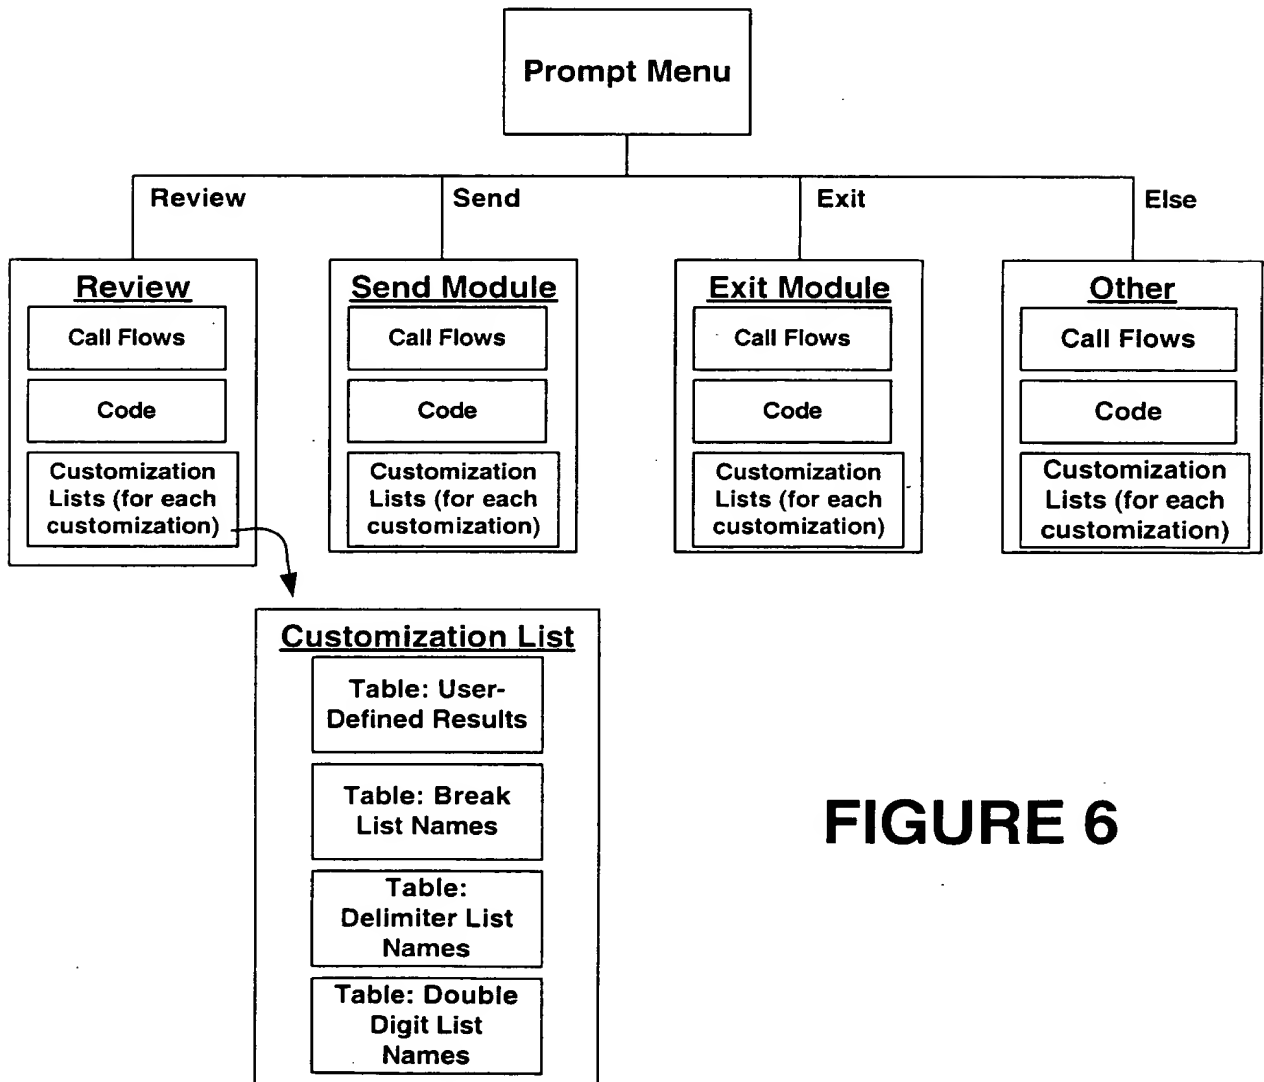 Prompt Menu
Review
Send
Exit
Else
Review
Call Flows
Code
Customization
Lists (for each
customization)
Send Module
Call Flows
Code
Customization
Lists (for each
customization)
Exit Module
Call Flows
Code
Customization
Lists (for each
customization)
Other
Call Flows
Code
Customization
Lists (for each
customization)
Customization List
Table: User-
Defined Results
Table: Break
List Names
Table:
Delimiter List
Names
Table: Double
Digit List
Names
FIGURE 6